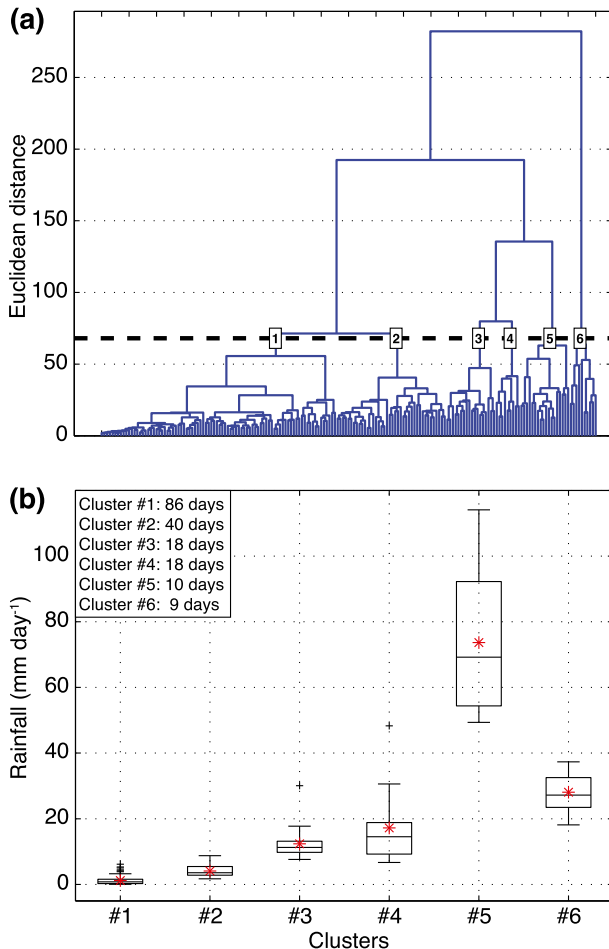 (a)
250
200
150
100
50
0
Euclidean distance
1 2 3 4 5 6
(b)
Cluster #1: 86 days
Cluster #2: 40 days
Cluster #3: 18 days
Cluster #4: 18 days
Cluster #5: 10 days
Cluster #6: 9 days
100
80
60
40
20
0
Rainfall (mm day⁻¹)
#1 #2 #3 #4 #5 #6
Clusters